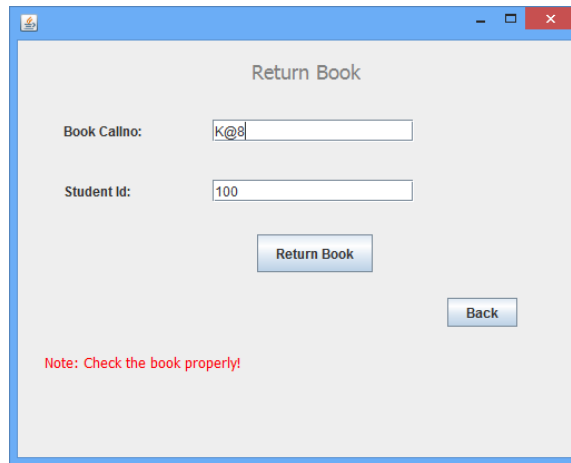 Return Book
Book Callno:
K@8
Student Id:
100
Return Book
Back
Note: Check the book properly!